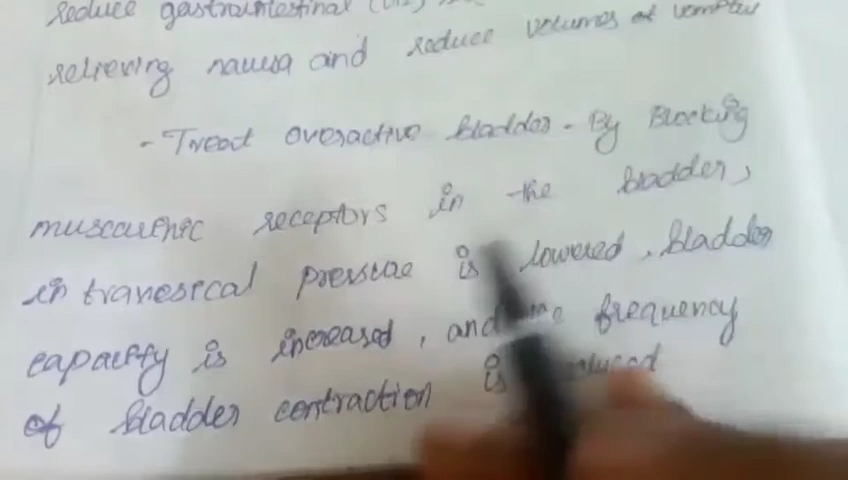 reduce gastrointestinal
relieving nausea and reduce volumes of
- Treat overactive bladder - By Blocking
muscarinic receptors in the bladder,
intravesical pressure is lowered, bladder
capacity is increased, and the frequency
of bladder contraction is reduced